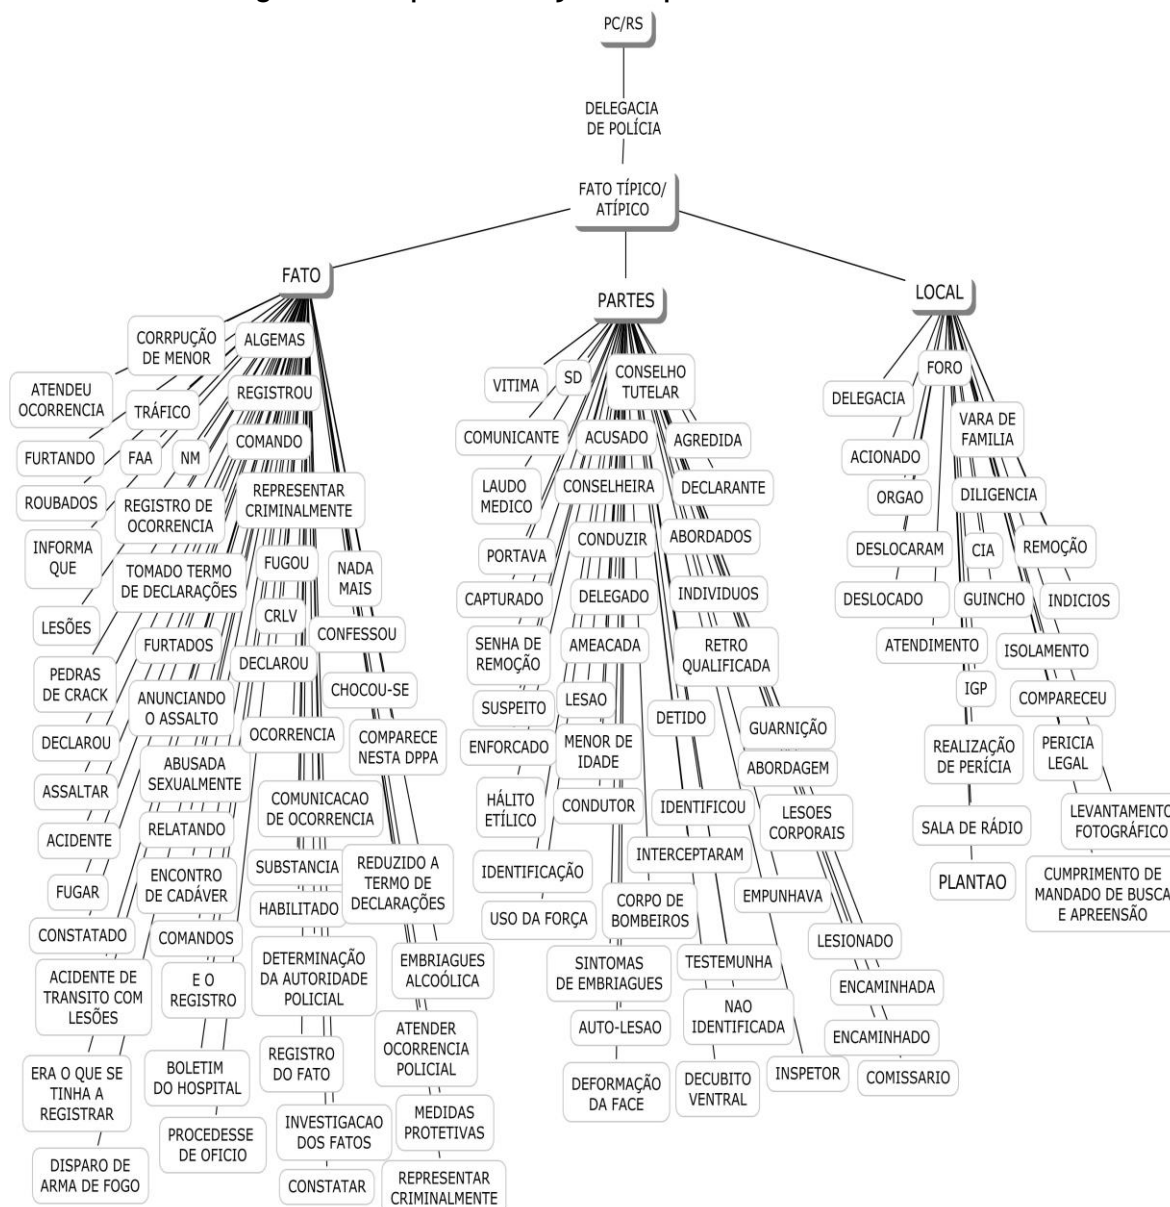 PC/RS
DELEGACIA
DE POLÍCIA
FATO TÍPICO/
ATÍPICO
FATO
CORRPUÇÃO
DE MENOR
ALGEMAS
ATENDEU
OCORRENCIA
TRÁFICO
REGISTROU
FURTANDO
FAA
NM
COMANDO
ROUBADOS
REGISTRO DE
OCORRENCIA
REPRESENTAR
CRIMINALMENTE
INFORMA
QUE
TOMADO TERMO
DE DECLARAÇÕES
FUGOU
NADA
MAIS
LESÕES
CRLV
CONFESSOU
FURTADOS
PEDRAS
DE CRACK
DECLAROU
CHOCOU-SE
ANUNCIANDO
O ASSALTO
DECLAROU
OCORRENCIA
COMPARECE
NESTA DPPA
ABUSADA
SEXUALMENTE
ASSALTAR
COMUNICACAO
DE OCORRENCIA
ACIDENTE
RELATANDO
SUBSTANCIA
REDUZIDO A
TERMO DE
DECLARAÇÕES
FUGAR
ENCONTRO
DE CADÁVER
HABILITADO
CONSTATADO
COMANDOS
ACIDENTE DE
TRANSITO COM
LESÕES
E O
REGISTRO
DETERMINAÇÃO
DA AUTORIDADE
POLICIAL
EMBRIAGUES
ALCOÓLICA
ERA O QUE SE
TINHA A
REGISTRAR
BOLETIM
DO HOSPITAL
REGISTRO
DO FATO
ATENDER
OCORRENCIA
POLICIAL
DISPARO DE
ARMA DE FOGO
PROCEDESSE
DE OFICIO
INVESTIGACAO
DOS FATOS
MEDIDAS
PROTETIVAS
CONSTATAR
REPRESENTAR
CRIMINALMENTE
PARTES
VITIMA
SD
CONSELHO
TUTELAR
COMUNICANTE
ACUSADO
AGREDIDA
LAUDO
MEDICO
CONSELHEIRA
DECLARANTE
PORTAVA
CONDUZIR
ABORDADOS
CAPTURADO
DELEGADO
INDIVIDUOS
SENHA DE
REMOÇÃO
AMEACADA
RETRO
QUALIFICADA
SUSPEITO
LESAO
DETIDO
GUARNIÇÃO
ENFORCADO
MENOR DE
IDADE
ABORDAGEM
HÁLITO
ETÍLICO
CONDUTOR
IDENTIFICOU
LESOES
CORPORAIS
IDENTIFICAÇÃO
INTERCEPTARAM
EMPUNHAVA
USO DA FORÇA
CORPO DE
BOMBEIROS
LESIONADO
SINTOMAS
DE EMBRIAGUES
TESTEMUNHA
ENCAMINHADA
AUTO-LESAO
NAO
IDENTIFICADA
ENCAMINHADO
DEFORMAÇÃO
DA FACE
DECUBITO
VENTRAL
INSPETOR
COMISSARIO
LOCAL
DELEGACIA
FORO
VARA DE
FAMILIA
ACIONADO
ORGAO
DILIGENCIA
DESLOCARAM
CIA
REMOÇÃO
DESLOCADO
GUINCHO
INDICIOS
ATENDIMENTO
ISOLAMENTO
IGP
COMPARECEU
REALIZAÇÃO
DE PERÍCIA
PERICIA
LEGAL
SALA DE RÁDIO
LEVANTAMENTO
FOTOGRÁFICO
PLANTAO
CUMPRIMENTO DE
MANDADO DE BUSCA
E APREENSÃO